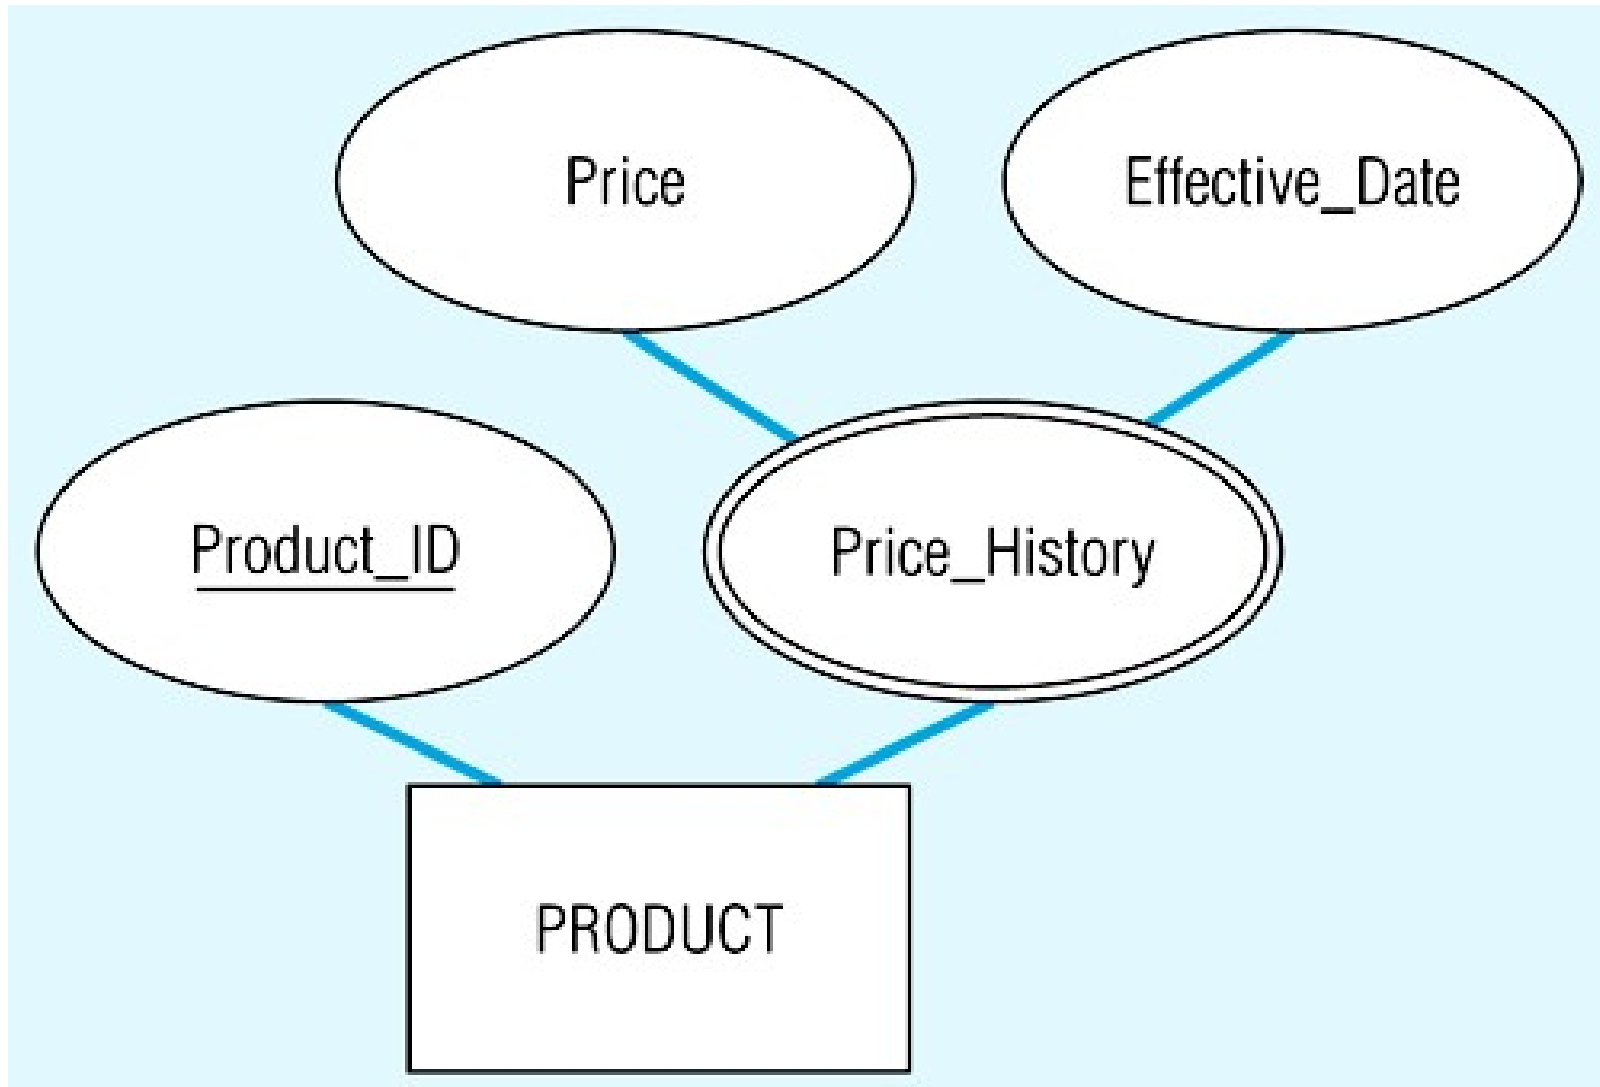 Price
Effective_Date
Product_ID
Price_History
PRODUCT